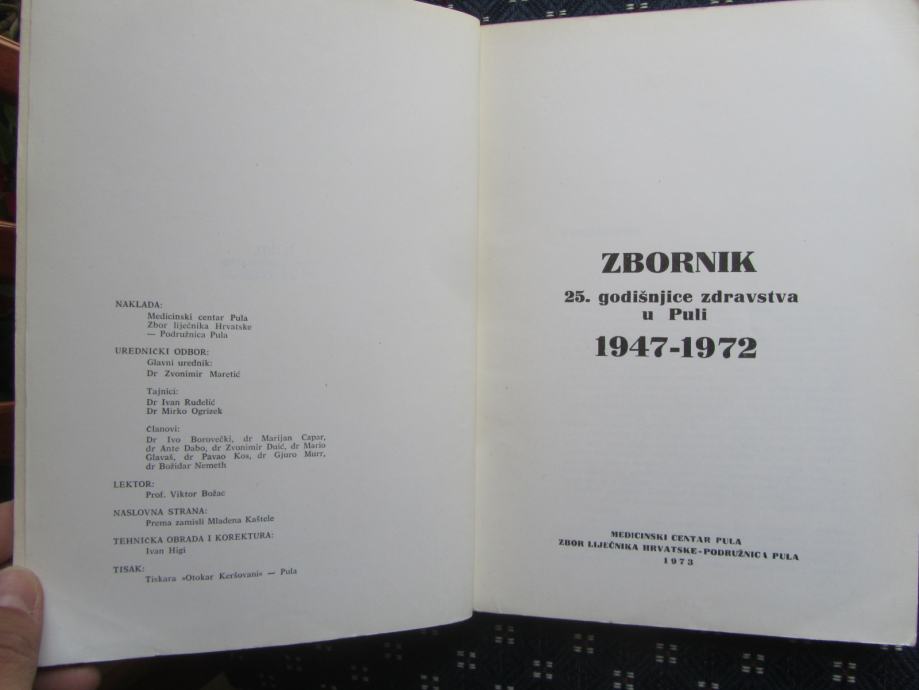 NAKLADA:
Medicinski centar Pula
Zbor liječnika Hrvatske
— Podružnica Pula
UREDNICKI ODBOR:
Glavni urednik:
Dr Zvonimir Maretić
Tajnici:
Dr Ivan Rudelić
Dr Mirko Ogrizek
Članovi:
Dr Ivo Borovečki, dr Marijan Capar,
dr Ante Dabo, dr Zvonimir Duić, dr Mario
Glavaš, dr Pavao Kos, dr Gjuro Murr,
dr Božidar Nemeth
LEKTOR:
Prof. Viktor Božac
NASLOVNA STRANA:
Prema zamisli Mladena Kaštele
TEHNICKA OBRADA I KOREKTURA:
Ivan Higi
TISAK:
Tiskara »Otokar Keršovani« — Pula
ZBORNIK
25. godišnjice zdravstva
u Puli
1947-1972
MEDICINSKI CENTAR PULA
ZBOR LIJEČNIKA HRVATSKE-PODRUŽNICA PULA
1973